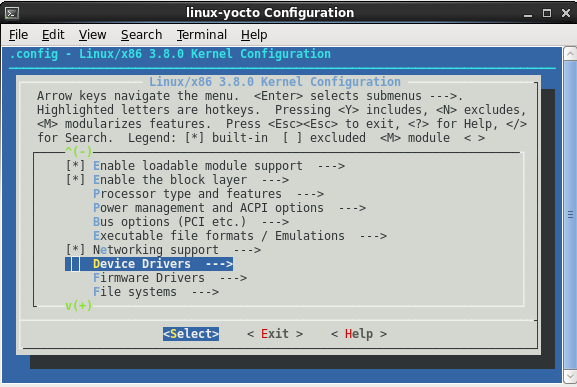 linux-yocto Configuration
File Edit View Search Terminal Help
.config - Linux/x86 3.8.0 Kernel Configuration
Linux/x86 3.8.0 Kernel Configuration
Arrow keys navigate the menu. <Enter> selects submenus --->.
Highlighted letters are hotkeys. Pressing <Y> includes, <N> excludes,
<M> modularizes features. Press <Esc><Esc> to exit, <?> for Help, </>
for Search. Legend: [*] built-in [ ] excluded <M> module < >
^(-)
[*] Enable loadable module support --->
[*] Enable the block layer --->
Processor type and features --->
Power management and ACPI options --->
Bus options (PCI etc.) --->
Executable file formats / Emulations --->
[*] Networking support --->
Device Drivers --->
Firmware Drivers --->
File systems --->
v(+)
<Select> < Exit > < Help >